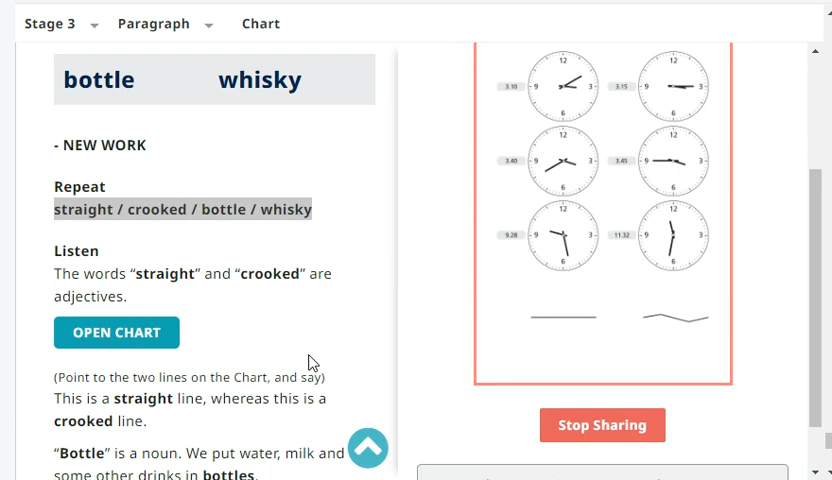 Stage 3 Paragraph Chart
bottle whisky
- NEW WORK
Repeat
straight / crooked / bottle / whisky
Listen
The words “straight” and “crooked” are
adjectives.
OPEN CHART
(Point to the two lines on the Chart, and say)
This is a straight line, whereas this is a
crooked line.
“Bottle” is a noun. We put water, milk and
some other drinks in bottles.
3.10
12
3
6
9
3.15
12
3
6
9
3.40
12
3
6
9
3.45
12
3
6
9
9.28
12
3
6
9
11.32
12
3
6
9
Stop Sharing